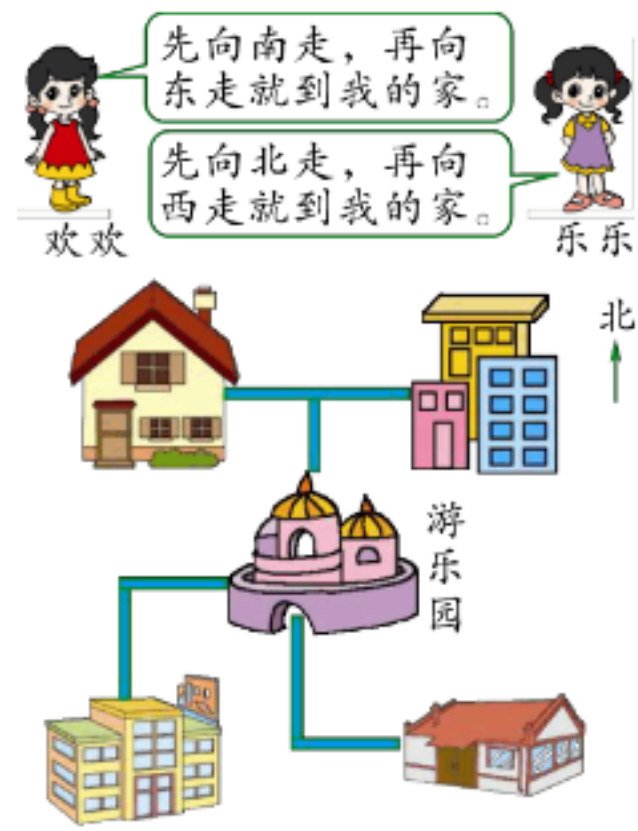 先向南走，再向
东走就到我的家。
先向北走，再向
西走就到我的家。
欢欢
乐乐
北
游乐园